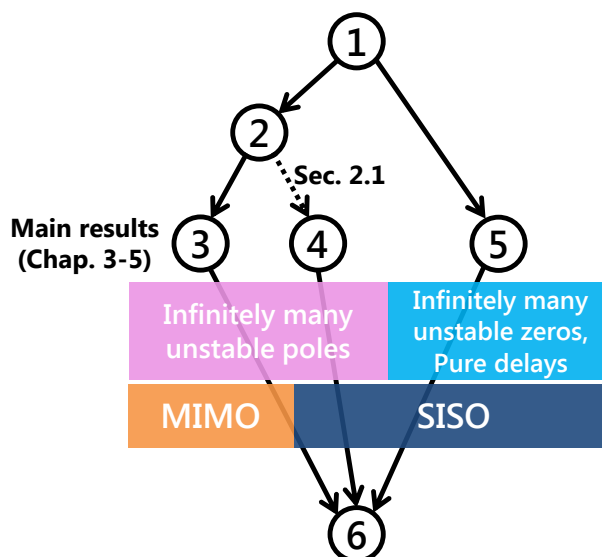 1
2
Sec. 2.1
Main results
(Chap. 3-5)
3
4
5
Infinitely many
unstable poles
Infinitely many
unstable zeros,
Pure delays
MIMO
SISO
6